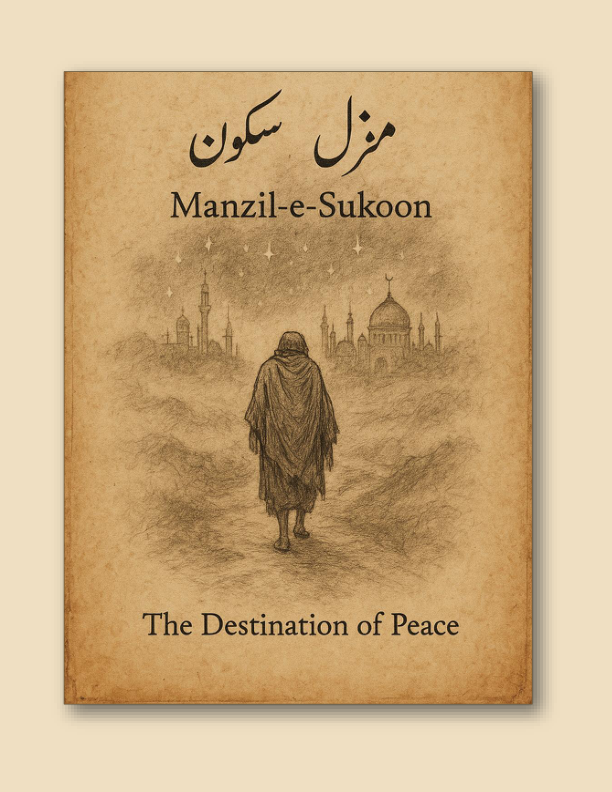 منزل سکون
Manzil-e-Sukoon
The Destination of Peace